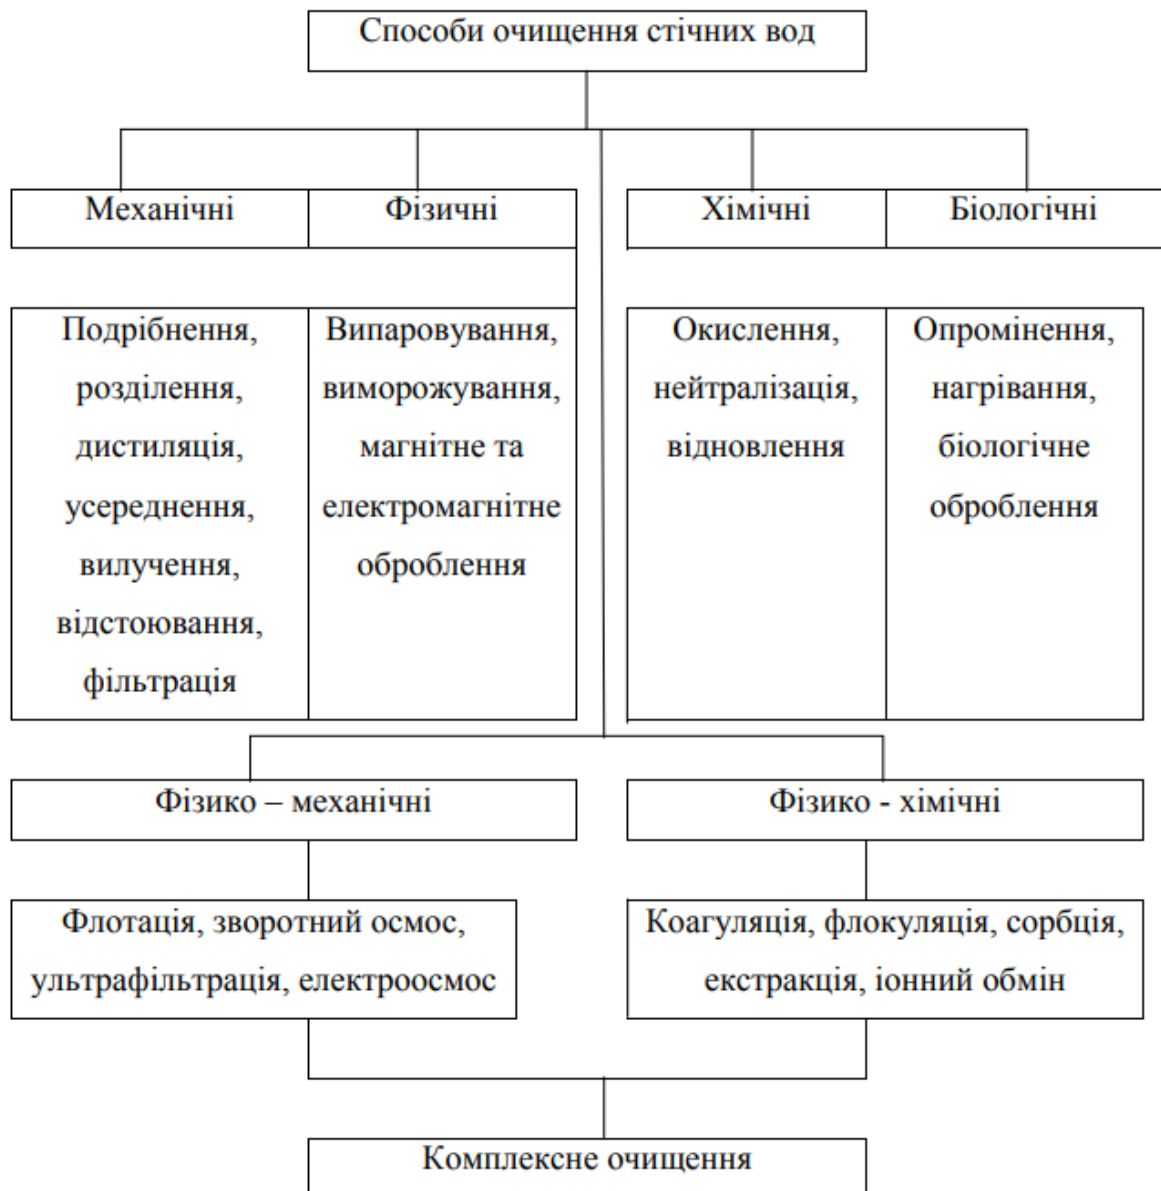 Способи очищення стічних вод
Механічні
Фізичні
Хімічні
Біологічні
Подрібнення,
розділення,
дистиляція,
усереднення,
вилучення,
відстоювання,
фільтрація
Випаровування,
виморожування,
магнітне та
електромагнітне
оброблення
Окислення,
нейтралізація,
відновлення
Опромінення,
нагрівання,
біологічне
оброблення
Фізико – механічні
Фізико - хімічні
Флотація, зворотний осмос,
ультрафільтрація, електроосмос
Коагуляція, флокуляція, сорбція,
екстракція, іонний обмін
Комплексне очищення